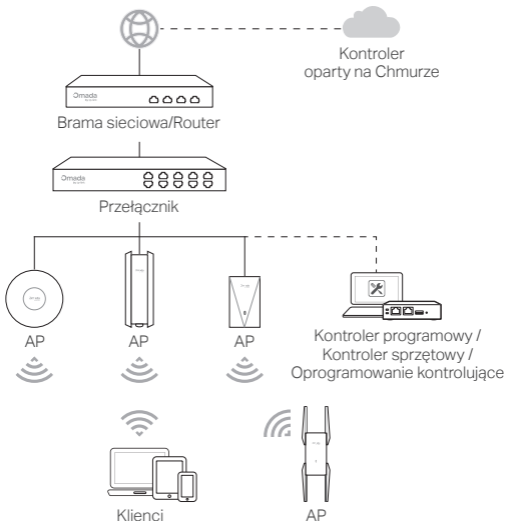 Kontroler
oparty na Chmurze
Omada
Brama sieciowa/Router
Omada
Przełącznik
AP
AP
AP
Kontroler programowy /
Kontroler sprzętowy /
Oprogramowanie kontrolujące
Klienci
AP